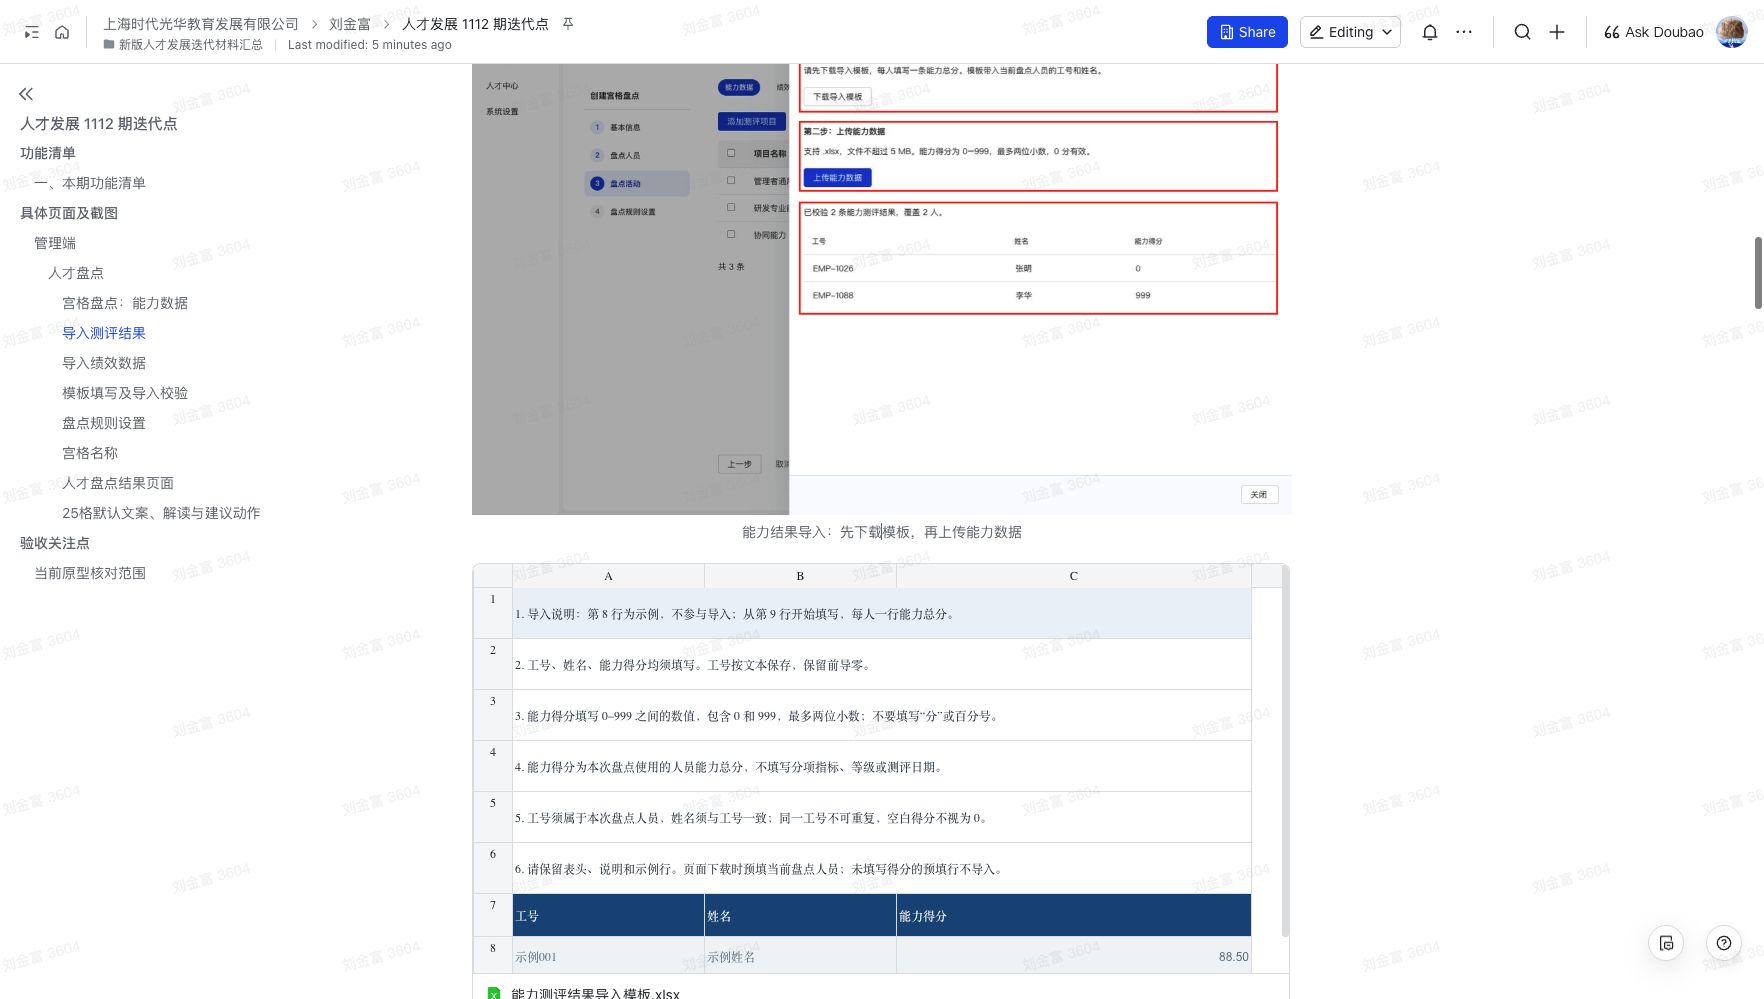 上海时代光华教育发展有限公司 > 刘金富 > 人才发展 1112 期迭代点
新版人才发展迭代材料汇总 | Last modified: 5 minutes ago
Share
Editing
Ask Doubao
人才发展 1112 期迭代点
功能清单
一、本期功能清单
具体页面及截图
管理端
人才盘点
宫格盘点：能力数据
导入测评结果
导入绩效数据
模板填写及导入校验
盘点规则设置
宫格名称
人才盘点结果页面
25格默认文案、解读与建议动作
验收关注点
当前原型核对范围
人才中心
系统设置
创建宫格盘点
1 基本信息
2 盘点人员
3 盘点活动
4 盘点规则设置
能力数据
添加测评项目
项目名称
管理者通
研发专业
协同能力
共 3 条
上一步 取消
请先下载导入模板，每人填写一条能力总分。模板带入当前盘点人员的工号和姓名。
下载导入模板
第二步：上传能力数据
支持 .xlsx，文件不超过 5 MB。能力得分为 0—999，最多两位小数，0 分有效。
上传能力数据
已校验 2 条能力测评结果，覆盖 2 人。
工号 姓名 能力得分
EMP-1026 张明 0
EMP-1088 李华 999
关闭
能力结果导入：先下载模板，再上传能力数据
A B C
1 1. 导入说明：第 8 行为示例，不参与导入；从第 9 行开始填写，每人一行能力总分。
2 2. 工号、姓名、能力得分均须填写。工号按文本保存，保留前导零。
3 3. 能力得分填写 0–999 之间的数值，包含 0 和 999，最多两位小数；不要填写“分”或百分号。
4 4. 能力得分为本次盘点使用的人员能力总分，不填写分项指标、等级或测评日期。
5 5. 工号须属于本次盘点人员，姓名须与工号一致；同一工号不可重复，空白得分不视为 0。
6 6. 请保留表头、说明和示例行。页面下载时预填当前盘点人员；未填写得分的预填行不导入。
7 工号 姓名 能力得分
8 示例001 示例姓名 88.50
能力测评结果导入模板.xlsx
刘金富 3604